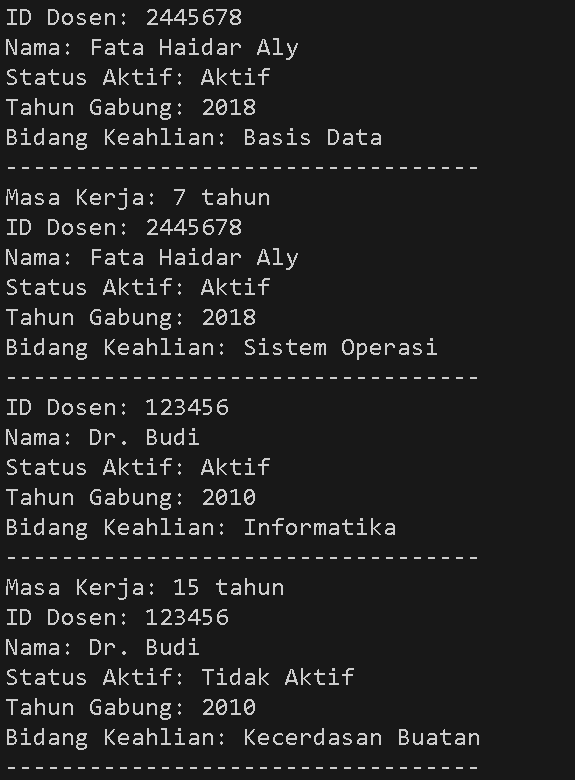 ID Dosen: 2445678
Nama: Fata Haidar Aly
Status Aktif: Aktif
Tahun Gabung: 2018
Bidang Keahlian: Basis Data
----------------------------------
Masa Kerja: 7 tahun
ID Dosen: 2445678
Nama: Fata Haidar Aly
Status Aktif: Aktif
Tahun Gabung: 2018
Bidang Keahlian: Sistem Operasi
----------------------------------
ID Dosen: 123456
Nama: Dr. Budi
Status Aktif: Aktif
Tahun Gabung: 2010
Bidang Keahlian: Informatika
----------------------------------
Masa Kerja: 15 tahun
ID Dosen: 123456
Nama: Dr. Budi
Status Aktif: Tidak Aktif
Tahun Gabung: 2010
Bidang Keahlian: Kecerdasan Buatan
----------------------------------